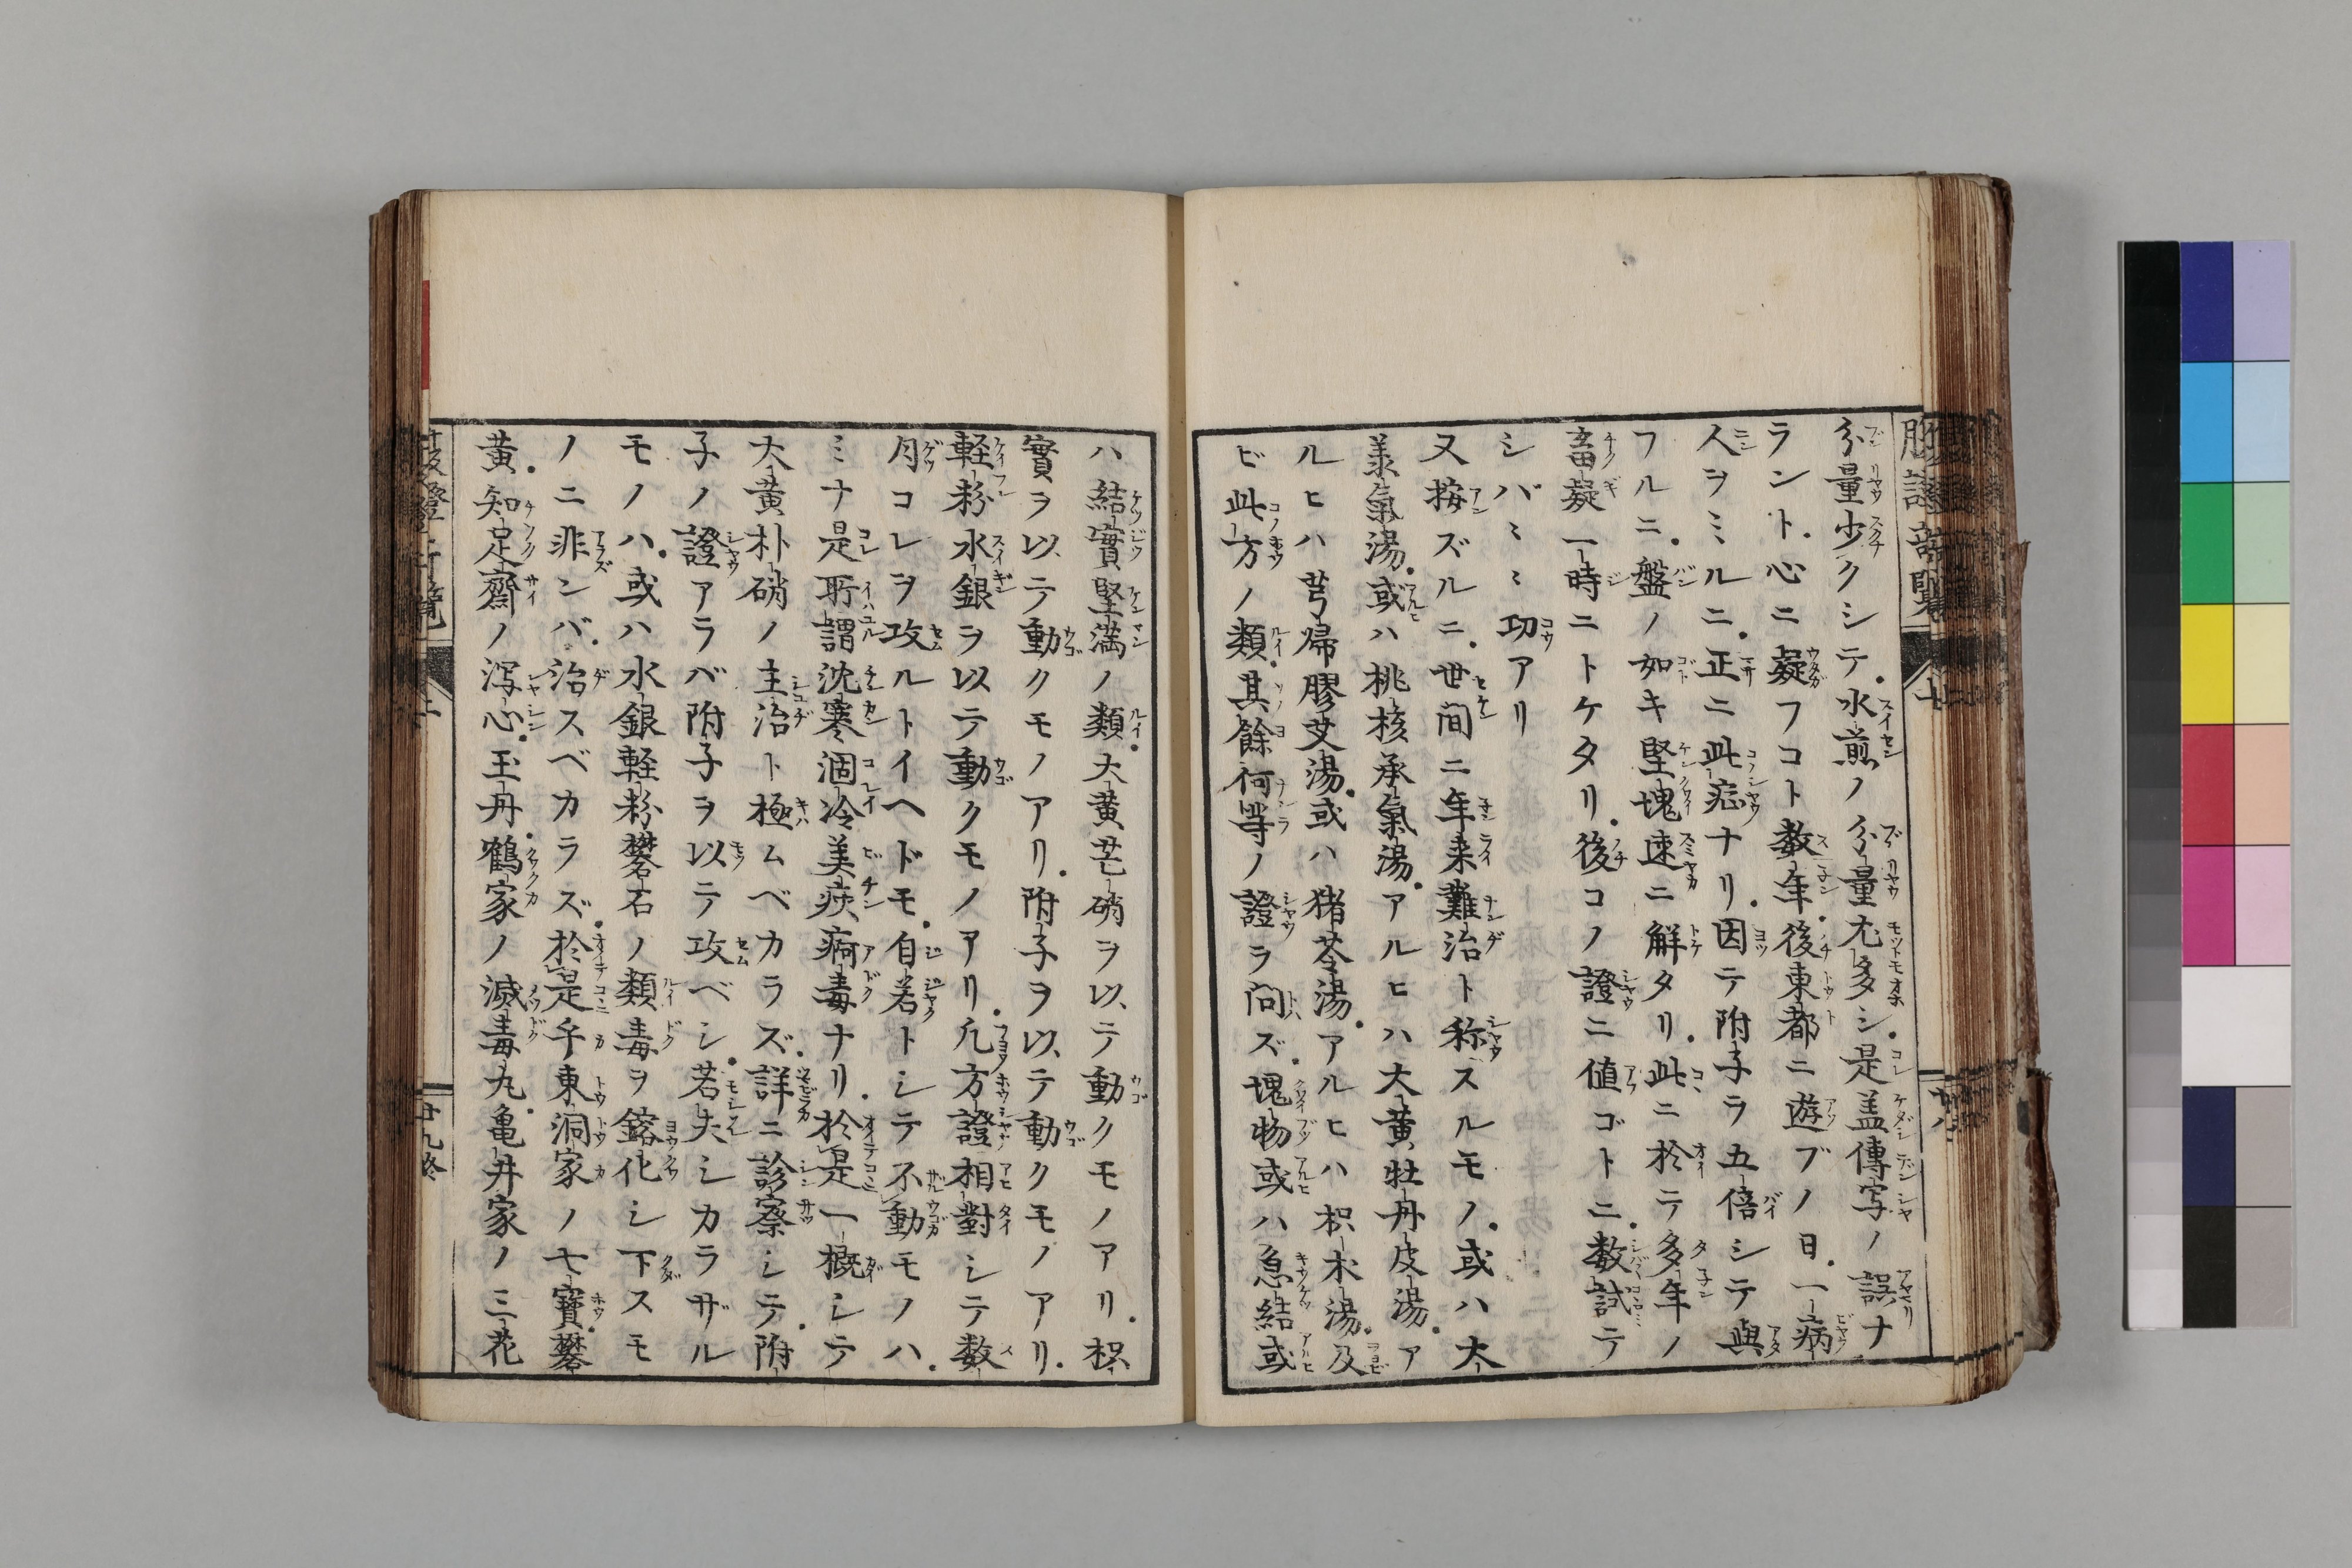 分量少クシテ水煎ノ分量尤多シ是盖傳写ノ誤ナ
ラント心ニ疑フコト数年後東都ニ遊ブノ日一病
人ヲミルニ正ニ此症ナリ因テ附子ラ五倍シテ與
フルニ盤ノ如キ堅塊速ニ解タリ此ニ於テ多年ノ
畜疑一時ニトケタリ後コノ證ニ値ゴトニ数試テ
シバミミ功アリ
又按ズルニ世间ニ年来難治ト称スルモノ或ハ大
羕氣湯或ハ桃核承氣湯アルヒハ大黄牡丹皮湯ア
ルヒハ芎帰膠艾湯或ハ猪苓湯アルヒハ枳朮湯及
ビ此方ノ類其餘何等ノ證ラ问ズ塊物或ハ急結或
ハ結實堅満ノ類大黄芒硝ヲ以テ動クモノアリ枳
實ヲ以テ動クモノアリ附子ヲ以テ動クモノアリ
軽粉水銀ヲ以テ動クモノアリ凢方證相對シテ数
月コレヲ攻ルトイヘドモ自若トシテ不動モノハ
ミナ是所謂沈寒涸冷美疢痾毒ナリ於是一概シテ
大黄朴硝ノ主治ト極ムベカラズ詳ニ診察シテ附
子ノ證アラバ附子ヲ以テ攻ベシ若夫シカラザル
モノハ或ハ水銀軽粉礬石ノ類毒ヲ鎔化シ下スモ
ノニ非シバ治スベカラズ於是乎東洞家ノ七寶礬
黄知足齋ノ瀉心玉丹鶴家ノ滅毒丸亀井家ノ三花